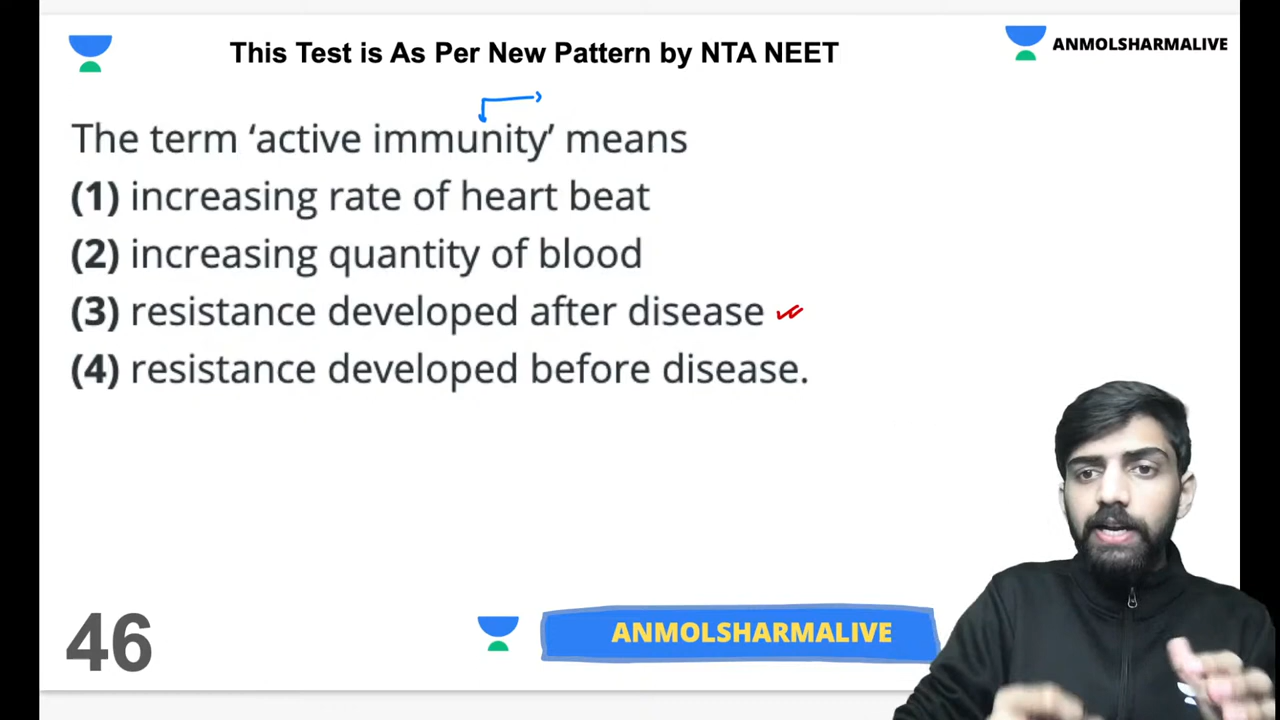 This Test is As Per New Pattern by NTA NEET
ANMOLSHARMALIVE
The term ‘active immunity’ means
(1) increasing rate of heart beat
(2) increasing quantity of blood
(3) resistance developed after disease
(4) resistance developed before disease.
46
ANMOLSHARMALIVE